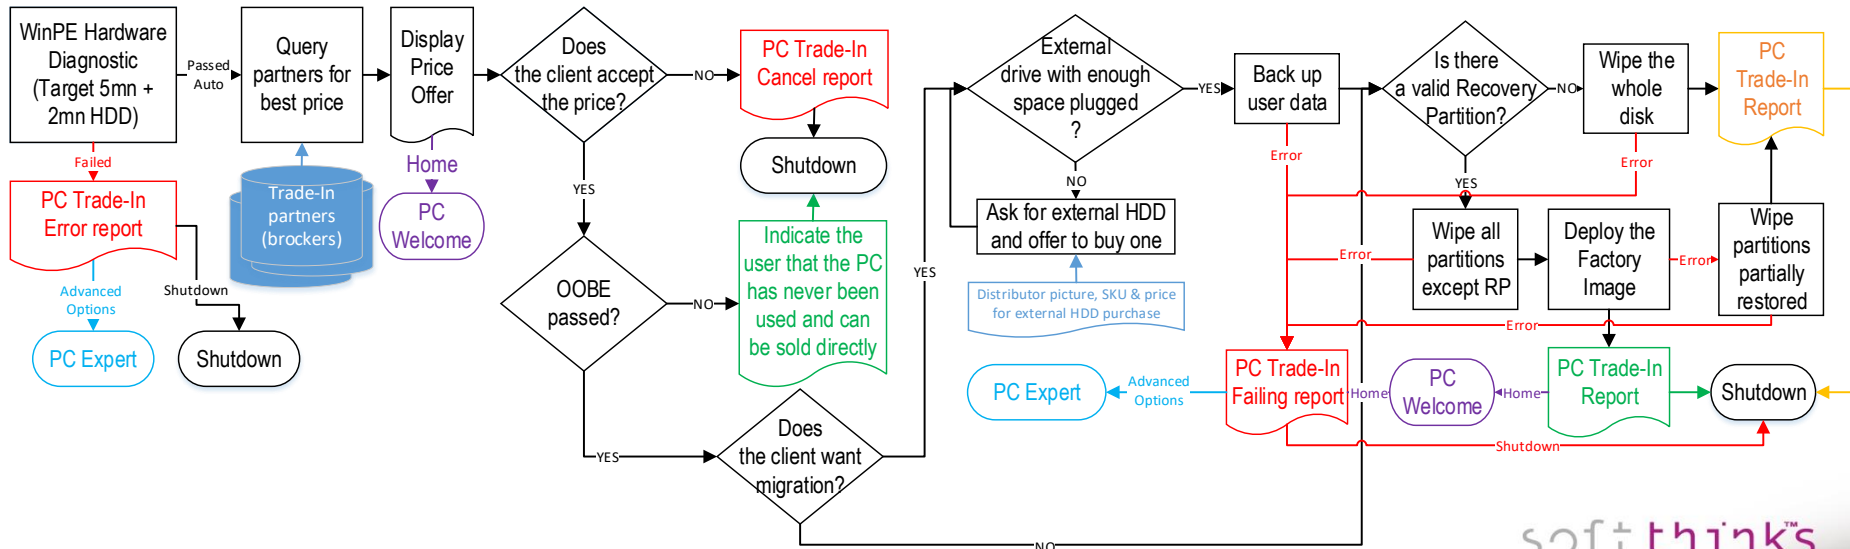 WinPE Hardware
Diagnostic
(Target 5mn +
2mn HDD)
Passed
Auto
Failed
PC Trade-In
Error report
Advanced
Options
PC Expert
Shutdown
Shutdown
Query
partners for
best price
Trade-In
partners
(brockers)
Display
Price
Offer
Home
PC
Welcome
Does
the client accept
the price?
NO
YES
PC Trade-In
Cancel report
Shutdown
OOBE
passed?
NO
YES
Indicate the
user that the PC
has never been
used and can
be sold directly
Does
the client want
migration?
YES
NO
External
drive with enough
space plugged
?
YES
NO
Ask for external HDD
and offer to buy one
Distributor picture, SKU & price
for external HDD purchase
Back up
user data
Error
Is there
a valid Recovery
Partition?
NO
YES
Wipe the
whole
disk
Error
PC
Trade-In
Report
Wipe all
partitions
except RP
Error
Deploy the
Factory
Image
Error
Wipe
partitions
partially
restored
Error
PC Trade-In
Failing report
Advanced
Options
PC Expert
Home
PC
Welcome
Home
PC Trade-In
Report
Shutdown
Shutdown
softthinks™